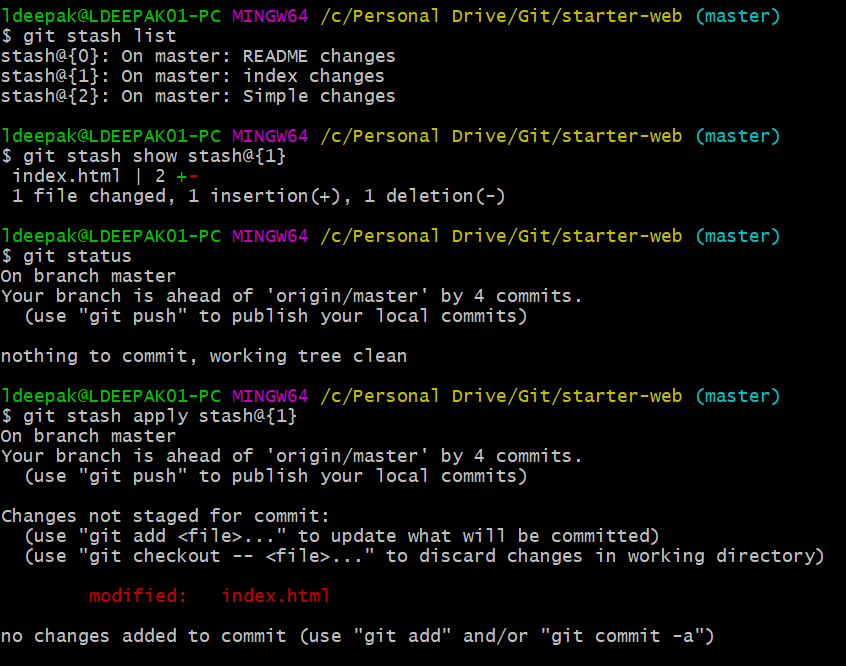 ldeepak@LDEEPAK01-PC MINGW64 /c/Personal Drive/Git/starter-web (master)
$ git stash list
stash@{0}: On master: README changes
stash@{1}: On master: index changes
stash@{2}: On master: Simple changes

ldeepak@LDEEPAK01-PC MINGW64 /c/Personal Drive/Git/starter-web (master)
$ git stash show stash@{1}
 index.html | 2 +-
 1 file changed, 1 insertion(+), 1 deletion(-)

ldeepak@LDEEPAK01-PC MINGW64 /c/Personal Drive/Git/starter-web (master)
$ git status
On branch master
Your branch is ahead of 'origin/master' by 4 commits.
  (use "git push" to publish your local commits)

nothing to commit, working tree clean

ldeepak@LDEEPAK01-PC MINGW64 /c/Personal Drive/Git/starter-web (master)
$ git stash apply stash@{1}
On branch master
Your branch is ahead of 'origin/master' by 4 commits.
  (use "git push" to publish your local commits)

Changes not staged for commit:
  (use "git add <file>..." to update what will be committed)
  (use "git checkout -- <file>..." to discard changes in working directory)

        modified:   index.html

no changes added to commit (use "git add" and/or "git commit -a")